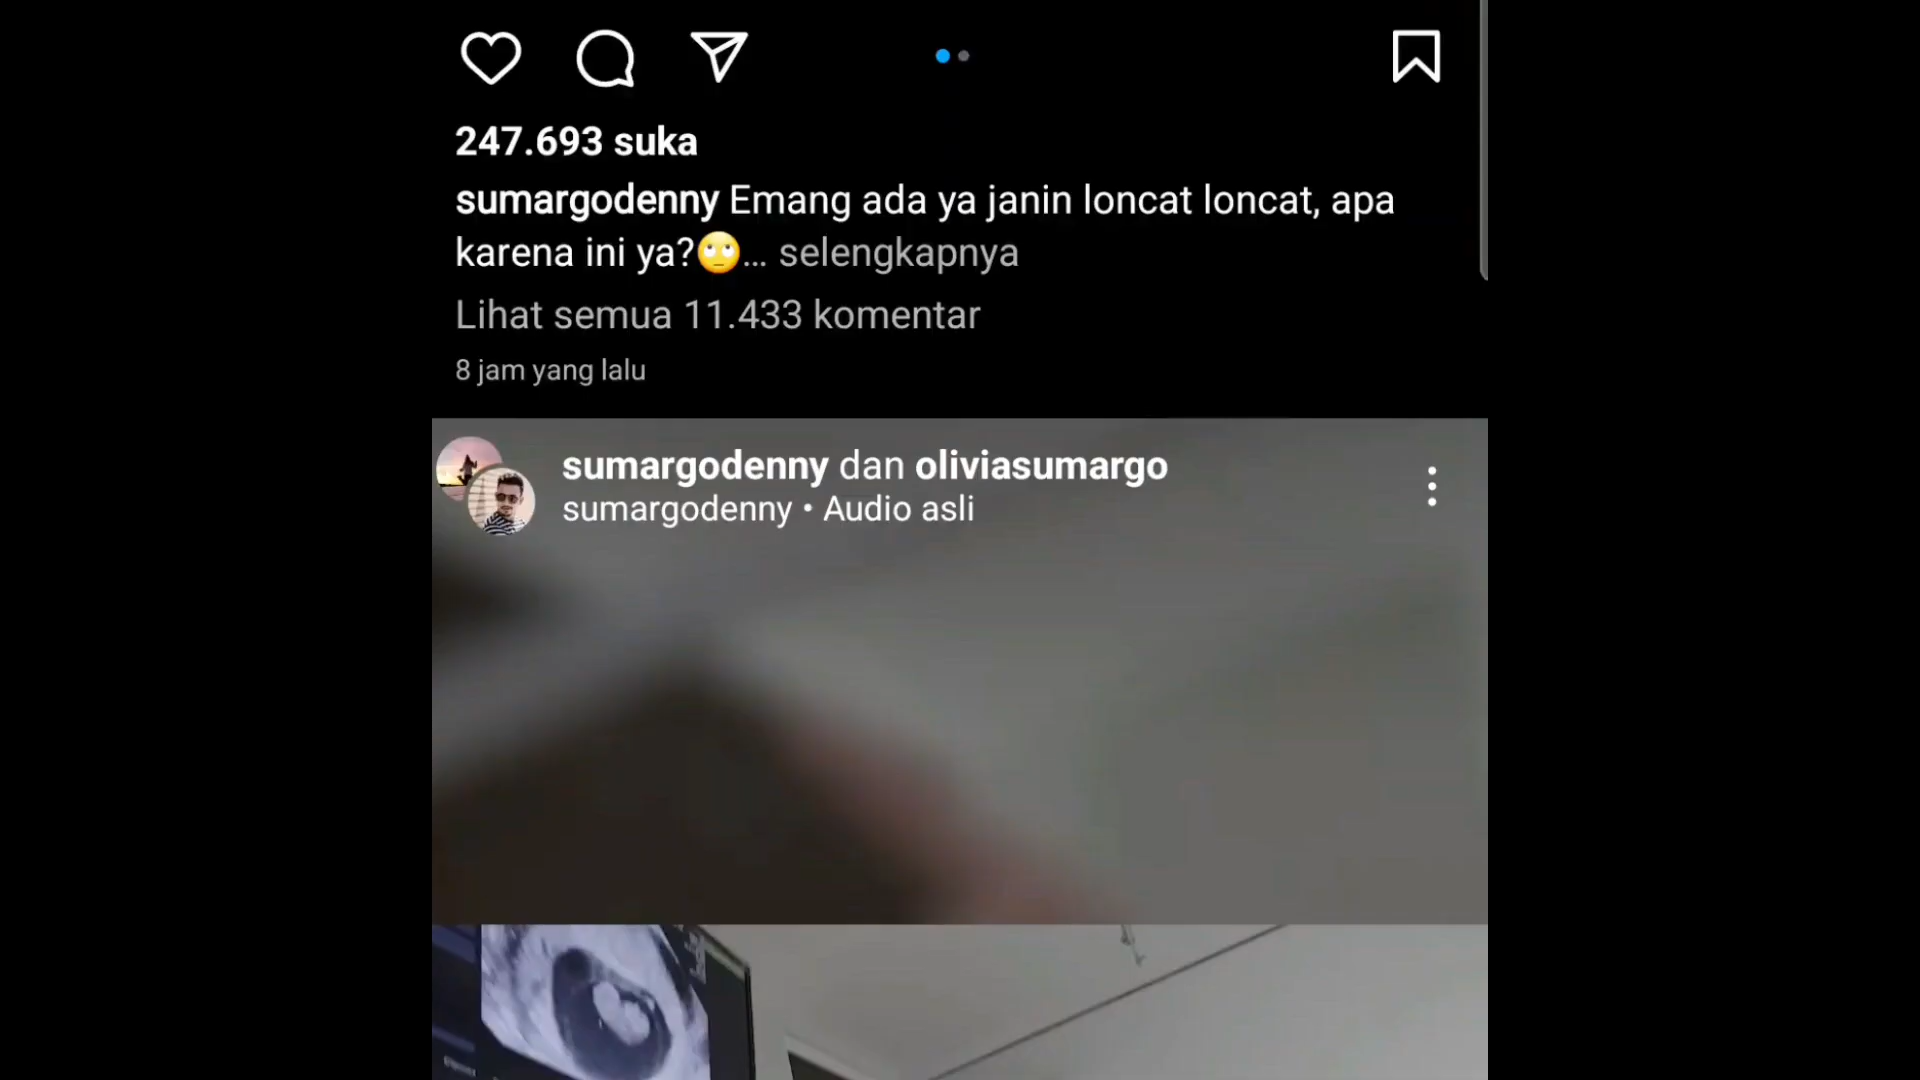 247.693 suka
sumargodenny Emang ada ya janin loncat loncat, apa
karena ini ya?🙄... selengkapnya
Lihat semua 11.433 komentar
8 jam yang lalu
sumargodenny dan oliviasumargo
sumargodenny • Audio asli